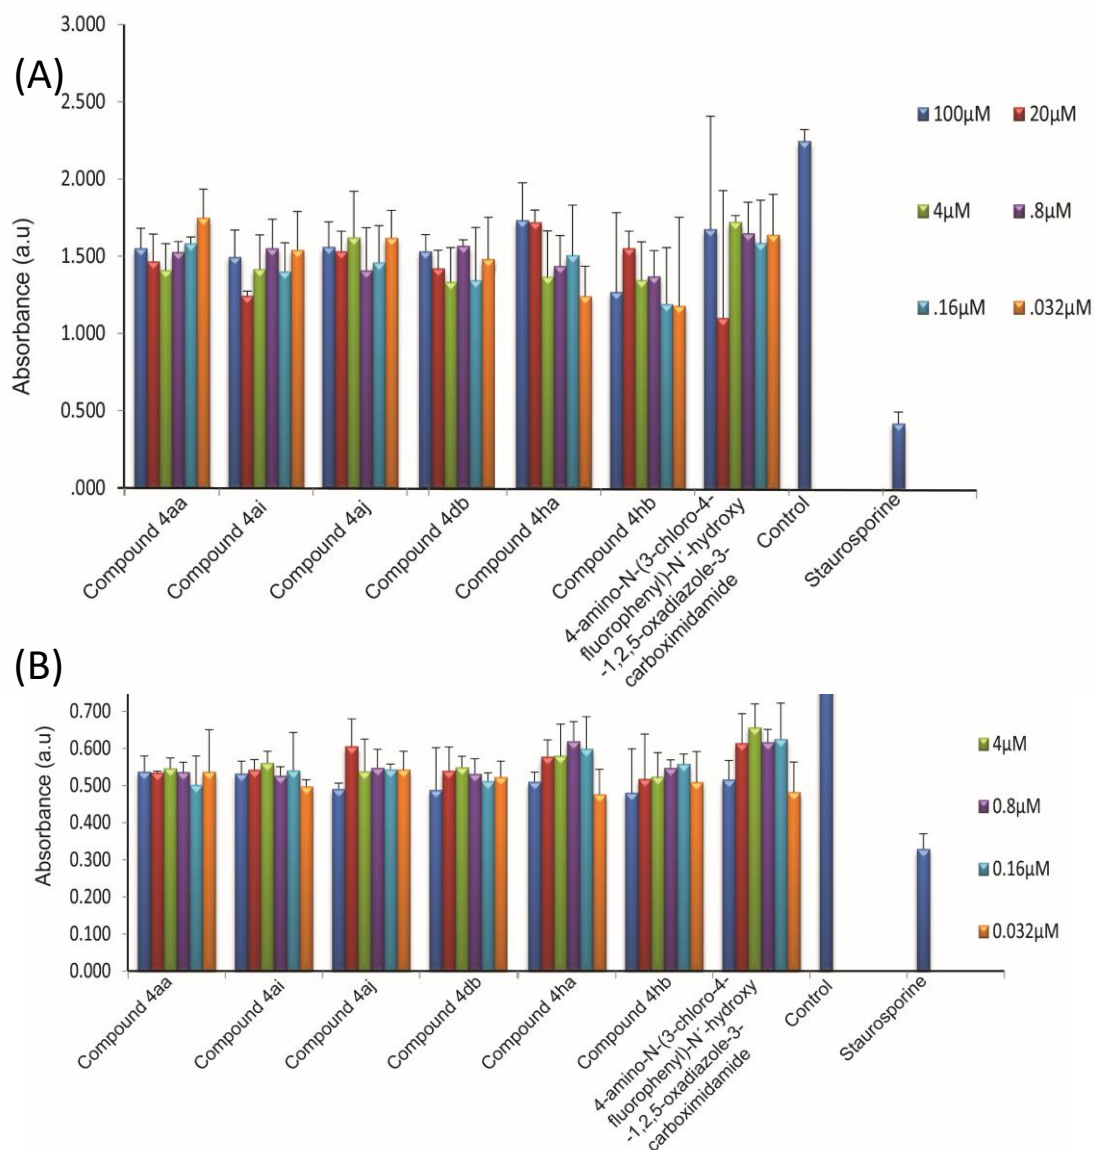 (A)
3.000
2.500
2.000
1.500
1.000
0.500
.000
Absorbance (a.u)
100µM
20µM
4µM
.8µM
.16µM
.032µM
Compound 4aa
Compound 4ai
Compound 4aj
Compound 4db
Compound 4ha
Compound 4hb
4-amino-N-(3-chloro-4-
fluorophenyl)-N´-hydroxy
-1,2,5-oxadiazole-3-
carboximidamide
Control
Staurosporine
(B)
0.700
0.600
0.500
0.400
0.300
0.200
0.100
0.000
Absorbance (a.u)
4µM
0.8µM
0.16µM
0.032µM
Compound 4aa
Compound 4ai
Compound 4aj
Compound 4db
Compound 4ha
Compound 4hb
4-amino-N-(3-chloro-4-
fluorophenyl)-N´-hydroxy
-1,2,5-oxadiazole-3-
carboximidamide
Control
Staurosporine